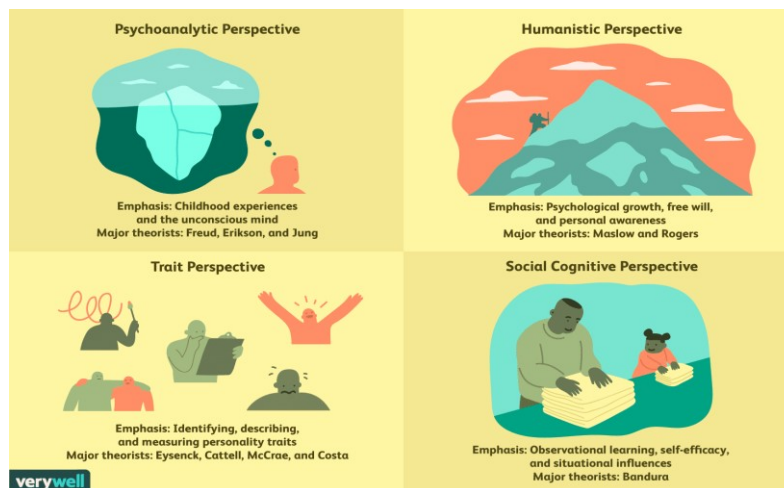 Psychoanalytic Perspective
Emphasis: Childhood experiences
and the unconscious mind
Major theorists: Freud, Erikson, and Jung
Humanistic Perspective
Emphasis: Psychological growth, free will,
and personal awareness
Major theorists: Maslow and Rogers
Trait Perspective
Emphasis: Identifying, describing,
and measuring personality traits
Major theorists: Eysenck, Cattell, McCrae, and Costa
Social Cognitive Perspective
Emphasis: Observational learning, self-efficacy,
and situational influences
Major theorists: Bandura
verywell